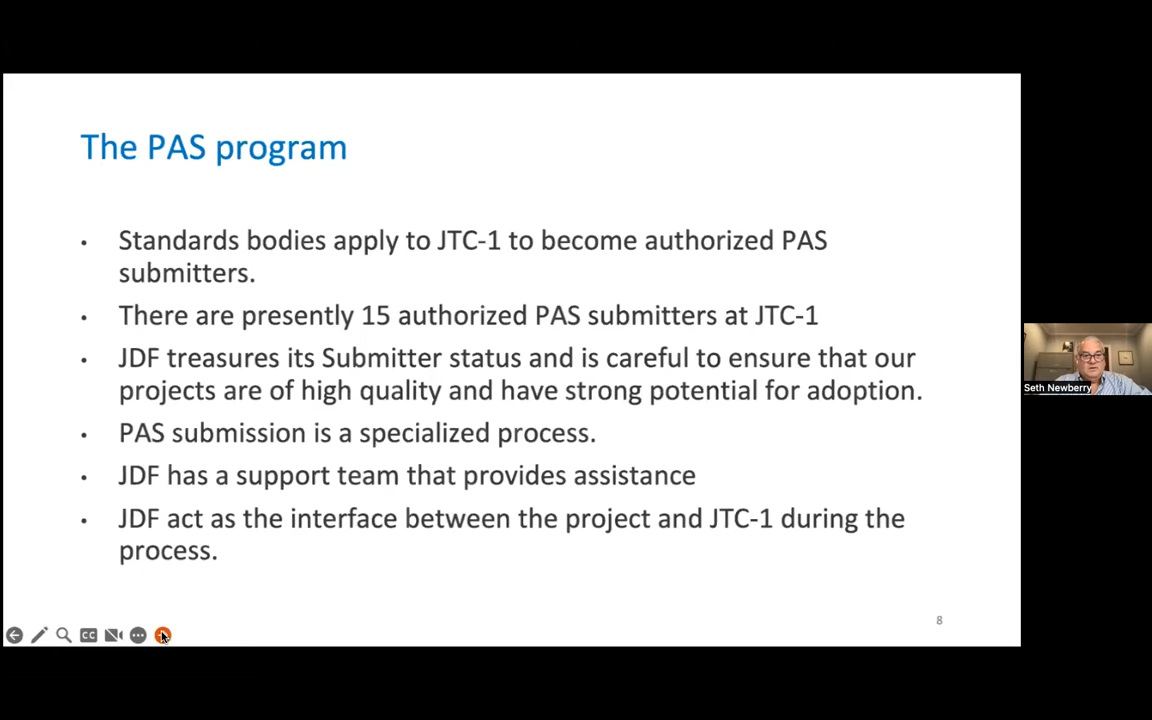 The PAS program
• Standards bodies apply to JTC-1 to become authorized PAS
submitters.
• There are presently 15 authorized PAS submitters at JTC-1
• JDF treasures its Submitter status and is careful to ensure that our
projects are of high quality and have strong potential for adoption.
• PAS submission is a specialized process.
• JDF has a support team that provides assistance
• JDF act as the interface between the project and JTC-1 during the
process.
Seth Newberry
8
CC